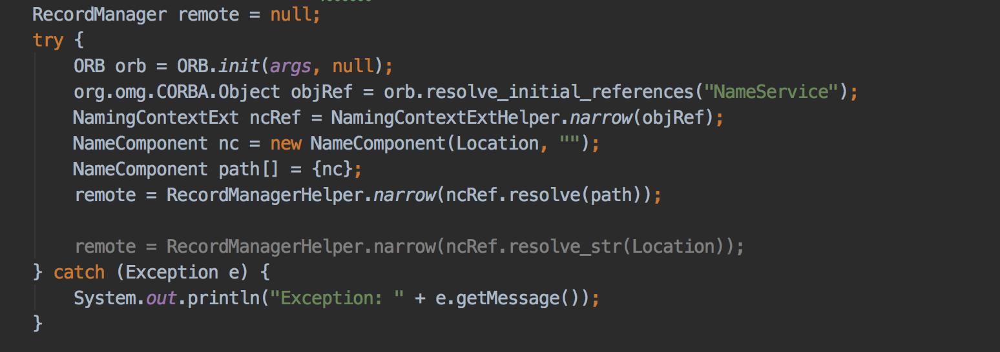 RecordManager remote = null;
try {
    ORB orb = ORB.init(args, null);
    org.omg.CORBA.Object objRef = orb.resolve_initial_references("NameService");
    NamingContextExt ncRef = NamingContextExtHelper.narrow(objRef);
    NameComponent nc = new NameComponent(Location, "");
    NameComponent path[] = {nc};
    remote = RecordManagerHelper.narrow(ncRef.resolve(path));
    remote = RecordManagerHelper.narrow(ncRef.resolve_str(Location));
} catch (Exception e) {
    System.out.println("Exception: " + e.getMessage());
}